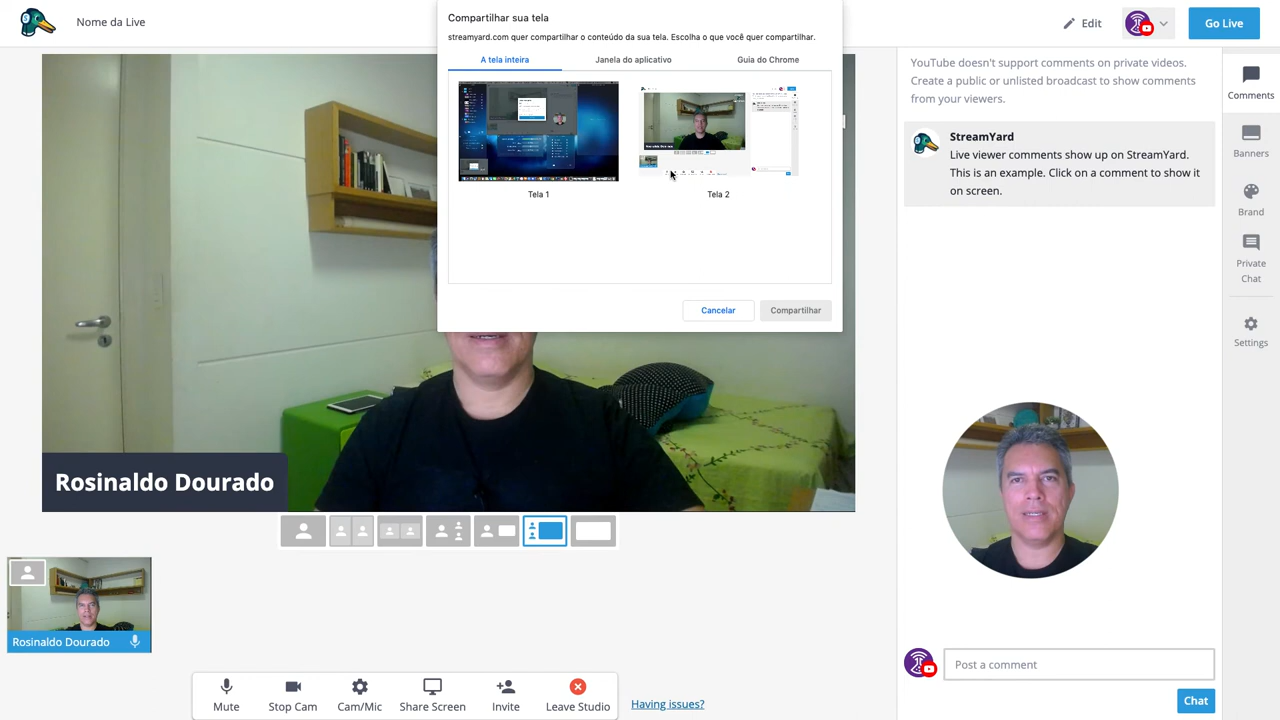 Nome da Live
Edit
Go Live
Compartilhar sua tela
streamyard.com quer compartilhar o conteúdo da sua tela. Escolha o que você quer compartilhar.
A tela inteira
Janela do aplicativo
Guia do Chrome
Tela 1
Tela 2
Cancelar
Compartilhar
YouTube doesn't support comments on private videos.
Create a public or unlisted broadcast to show comments
from your viewers.
StreamYard
Live viewer comments show up on StreamYard.
This is an example. Click on a comment to show it
on screen.
Comments
Banners
Brand
Private
Chat
Settings
Rosinaldo Dourado
Rosinaldo Dourado
Mute
Stop Cam
Cam/Mic
Share Screen
Invite
Leave Studio
Having issues?
Post a comment
Chat